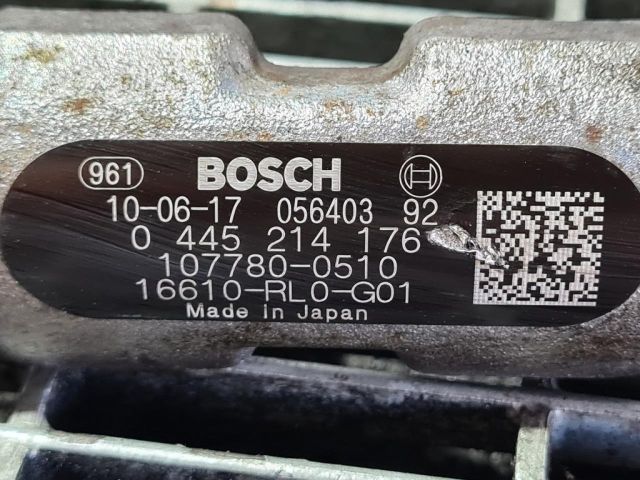 961 BOSCH
10-06-17 056403 92
0 445 214 176
107780-0510
16610-RL0-G01
Made in Japan